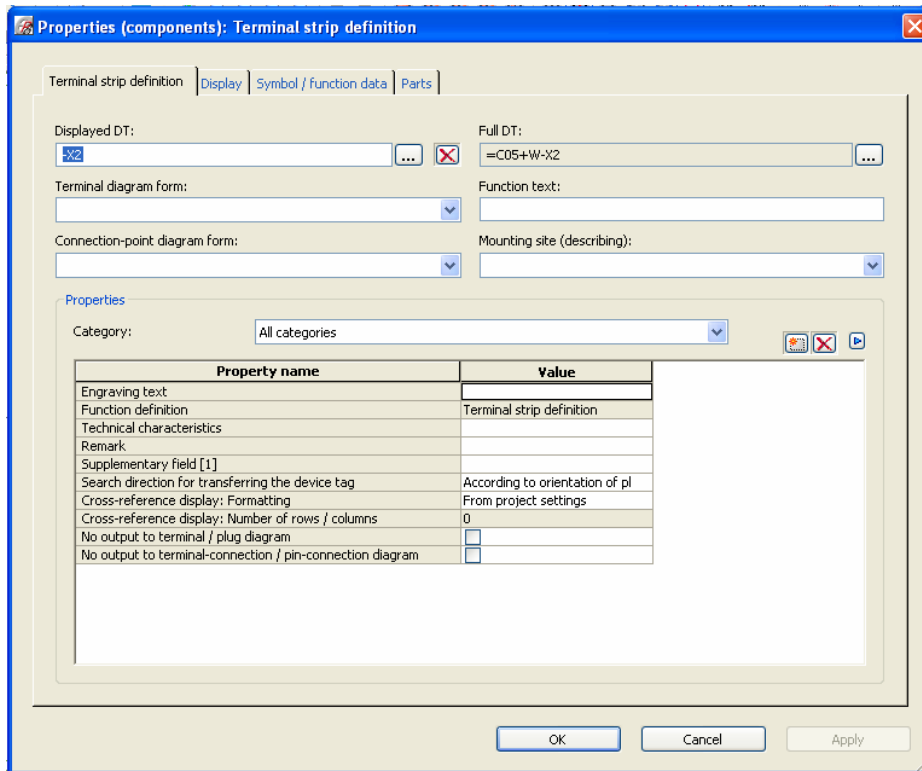 Properties (components): Terminal strip definition
Terminal strip definition Display Symbol / function data Parts
Displayed DT: Full DT:
-X2 ... =C05+W-X2 ...
Terminal diagram form: Function text:
Connection-point diagram form: Mounting site (describing):
Properties
Category: All categories
Property name Value
Engraving text
Function definition Terminal strip definition
Technical characteristics
Remark
Supplementary field [1]
Search direction for transferring the device tag According to orientation of pl
Cross-reference display: Formatting From project settings
Cross-reference display: Number of rows / columns 0
No output to terminal / plug diagram
No output to terminal-connection / pin-connection diagram
OK Cancel Apply